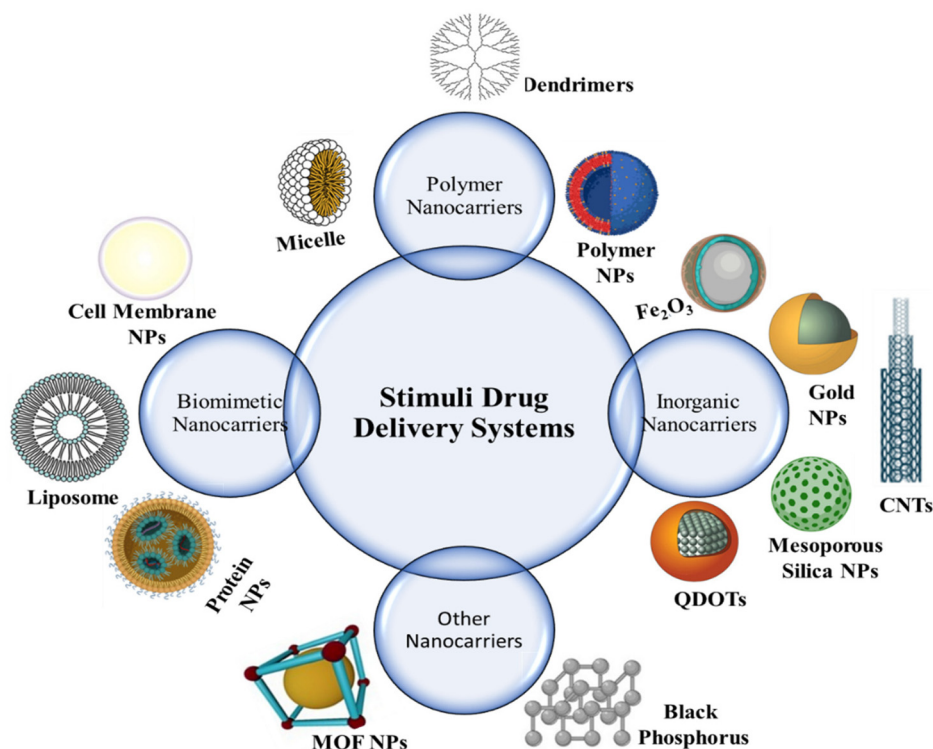 Dendrimers
Polymer
Nanocarriers
Micelle
Polymer
NPs
Cell Membrane
NPs
Fe₂O₃
Gold
NPs
Biomimetic
Nanocarriers
Stimuli Drug
Delivery Systems
Inorganic
Nanocarriers
Liposome
CNTs
Protein
NPs
Mesoporous
Silica NPs
QDOTs
Other
Nanocarriers
MOF NPs
Black
Phosphorus